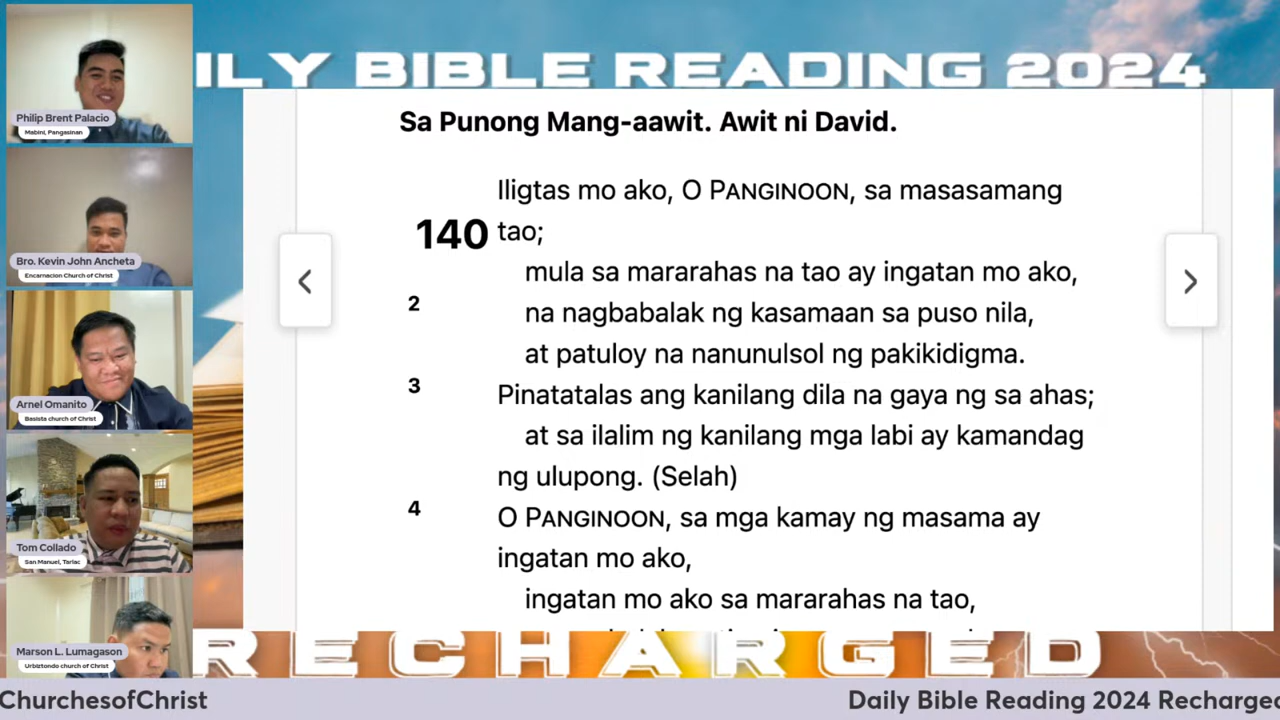 ILY BIBLE READING 2024
Philip Brent Palacio
Mabini, Pangasinan
Bro. Kevin John Ancheta
Encarnacion Church of Christ
Arnel Omanito
Basista church of Christ
Tom Collado
San Manuel, Tarlac
Marson L. Lumagason
Urbiztondo church of Christ
Sa Punong Mang-aawit. Awit ni David.
Iligtas mo ako, O PANGINOON, sa masasamang
140 tao;
mula sa mararahas na tao ay ingatan mo ako,
2 na nagbabalak ng kasamaan sa puso nila,
at patuloy na nanunulsol ng pakikidigma.
3 Pinatatalas ang kanilang dila na gaya ng sa ahas;
at sa ilalim ng kanilang mga labi ay kamandag
ng ulupong. (Selah)
4 O PANGINOON, sa mga kamay ng masama ay
ingatan mo ako,
ingatan mo ako sa mararahas na tao,
RECHARGED
ChurchesofChrist
Daily Bible Reading 2024 Recharged